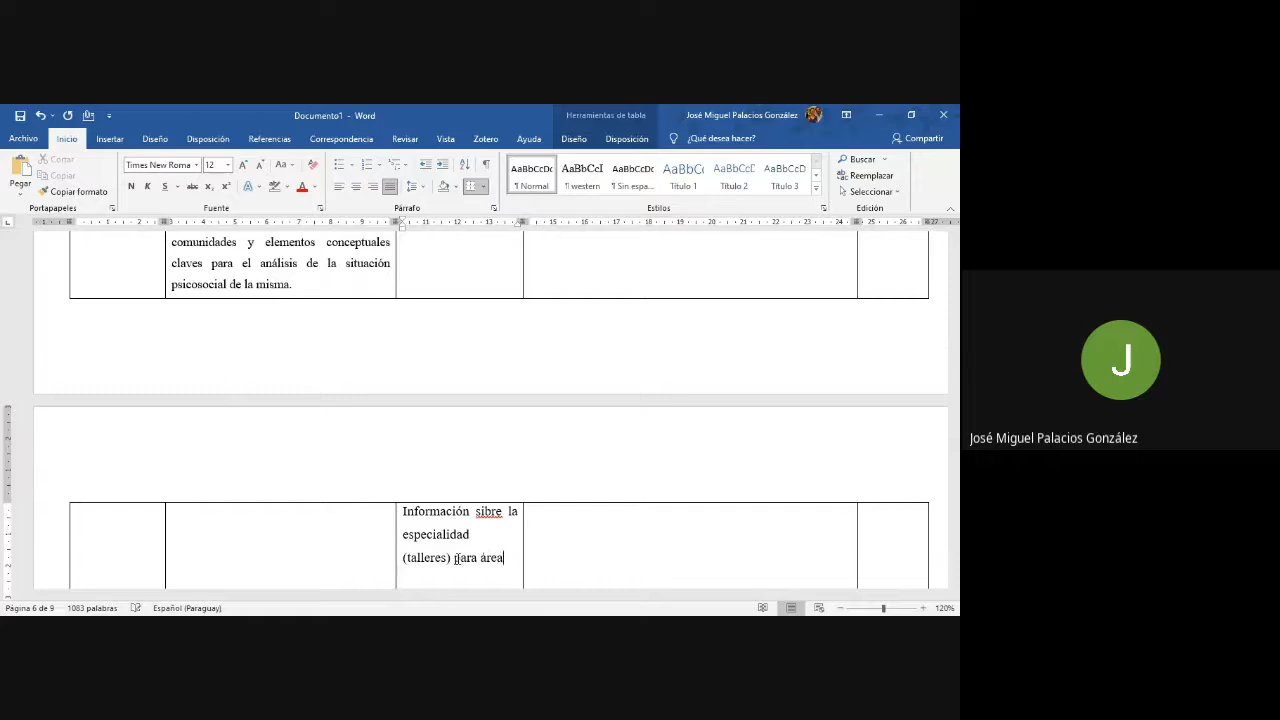 Documento1 - Word
Herramientas de tabla
José Miguel Palacios González
Archivo Inicio Insertar Diseño Disposición Referencias Correspondencia Revisar Vista Zotero Ayuda Diseño Disposición ¿Qué desea hacer? Compartir
Pegar
Cortar
Copiar
Copiar formato
Portapapeles
Times New Roma 12
Fuente
Párrafo
AaBbCcDc AaBbCcI AaBbCcDc AaBbC AaBbCcC AaBbCcD
¶ Normal ¶ western ¶ Sin espa... Título 1 Título 2 Título 3
Estilos
Buscar
Reemplazar
Seleccionar
Edición
comunidades y elementos conceptuales
claves para el análisis de la situación
psicosocial de la misma.
Información sibre la
especialidad
(talleres) para área
Página 6 de 9 1083 palabras Español (Paraguay) 120%
J
José Miguel Palacios González